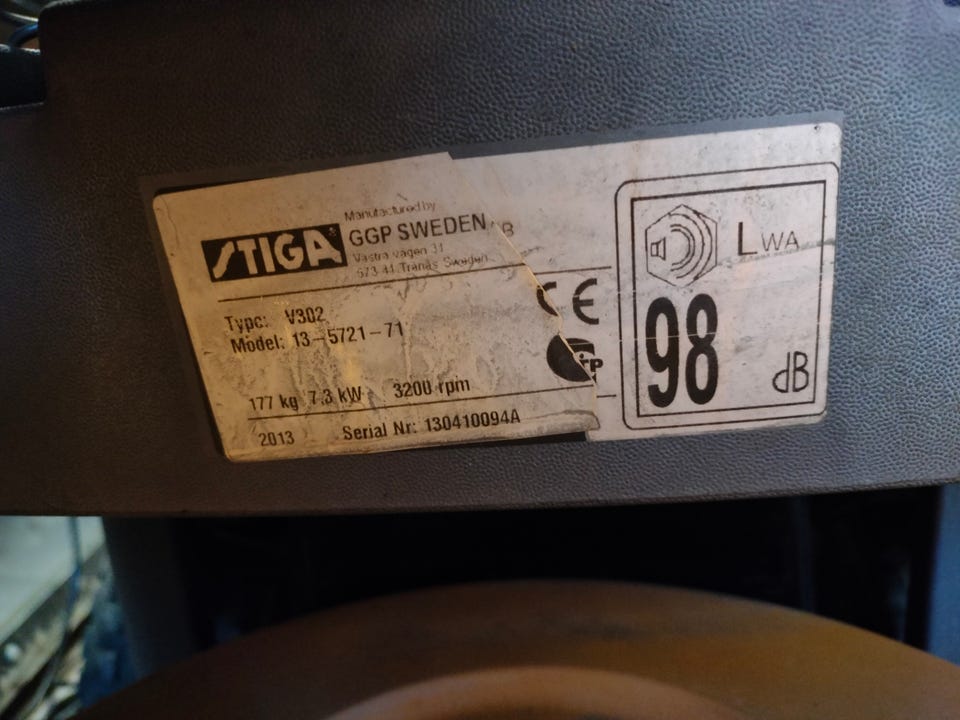 STIGA
Manufactured by
GGP SWEDEN AB
Västra vägen 31
573 41 Tranås Sweden
Type: V302
Model: 13-5721-71
177 kg 7.3 kW 3200 rpm
2013 Serial Nr: 130410094A
CE
LWA
98
dB